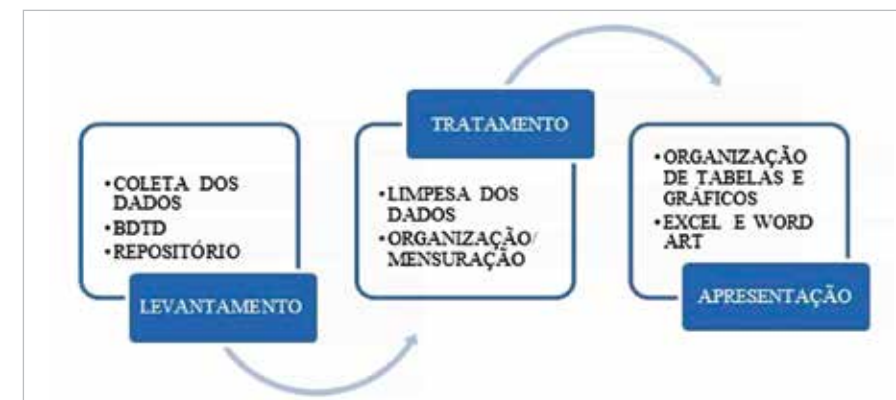 •COLETA DOS
DADOS
•BDTD
•REPOSITÓRIO
LEVANTAMENTO
TRATAMENTO
•LIMPESA DOS
DADOS
•ORGANIZAÇÃO/
MENSURAÇÃO
•ORGANIZAÇÃO
DE TABELAS E
GRÁFICOS
•EXCEL E WORD
ART
APRESENTAÇÃO